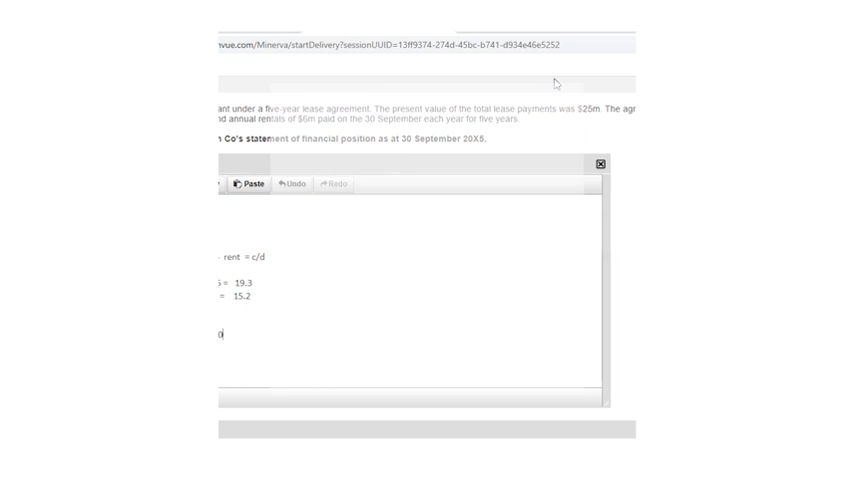 nvue.com/Minerva/startDelivery?sessionUUID=13ff9374-274d-45bc-b741-d934e46e5252
ant under a five-year lease agreement. The present value of the total lease payments was $25m. The agr
nd annual rentals of $6m paid on the 30 September each year for five years.
n Co's statement of financial position as at 30 September 20X5.
Paste Undo Redo
- rent = c/d
5 = 19.3
= 15.2
0